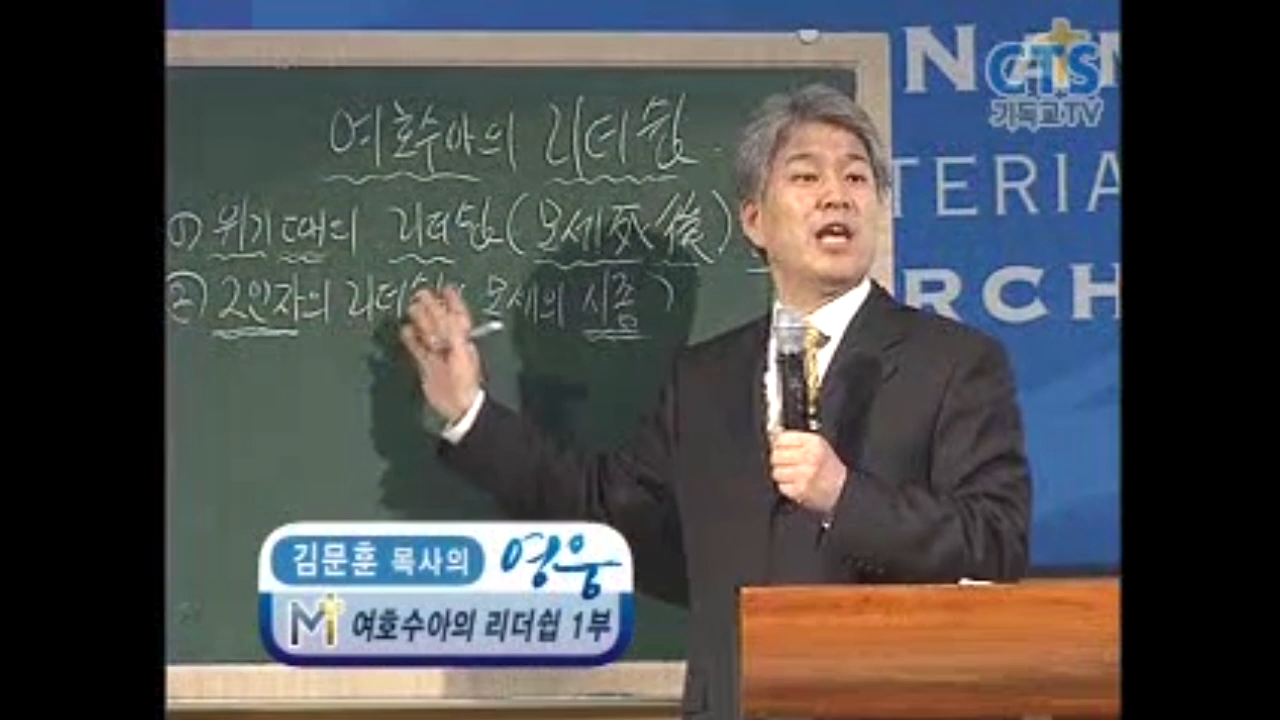 여호수아의 리더쉽
① 위기 때의 리더쉽 (모세 死後)
② 2인자의 리더쉽 모세의 시종)
NAM
TERIA
RCH
CTS
기독교TV
김문훈 목사의 영웅
M 여호수아의 리더쉽 1부